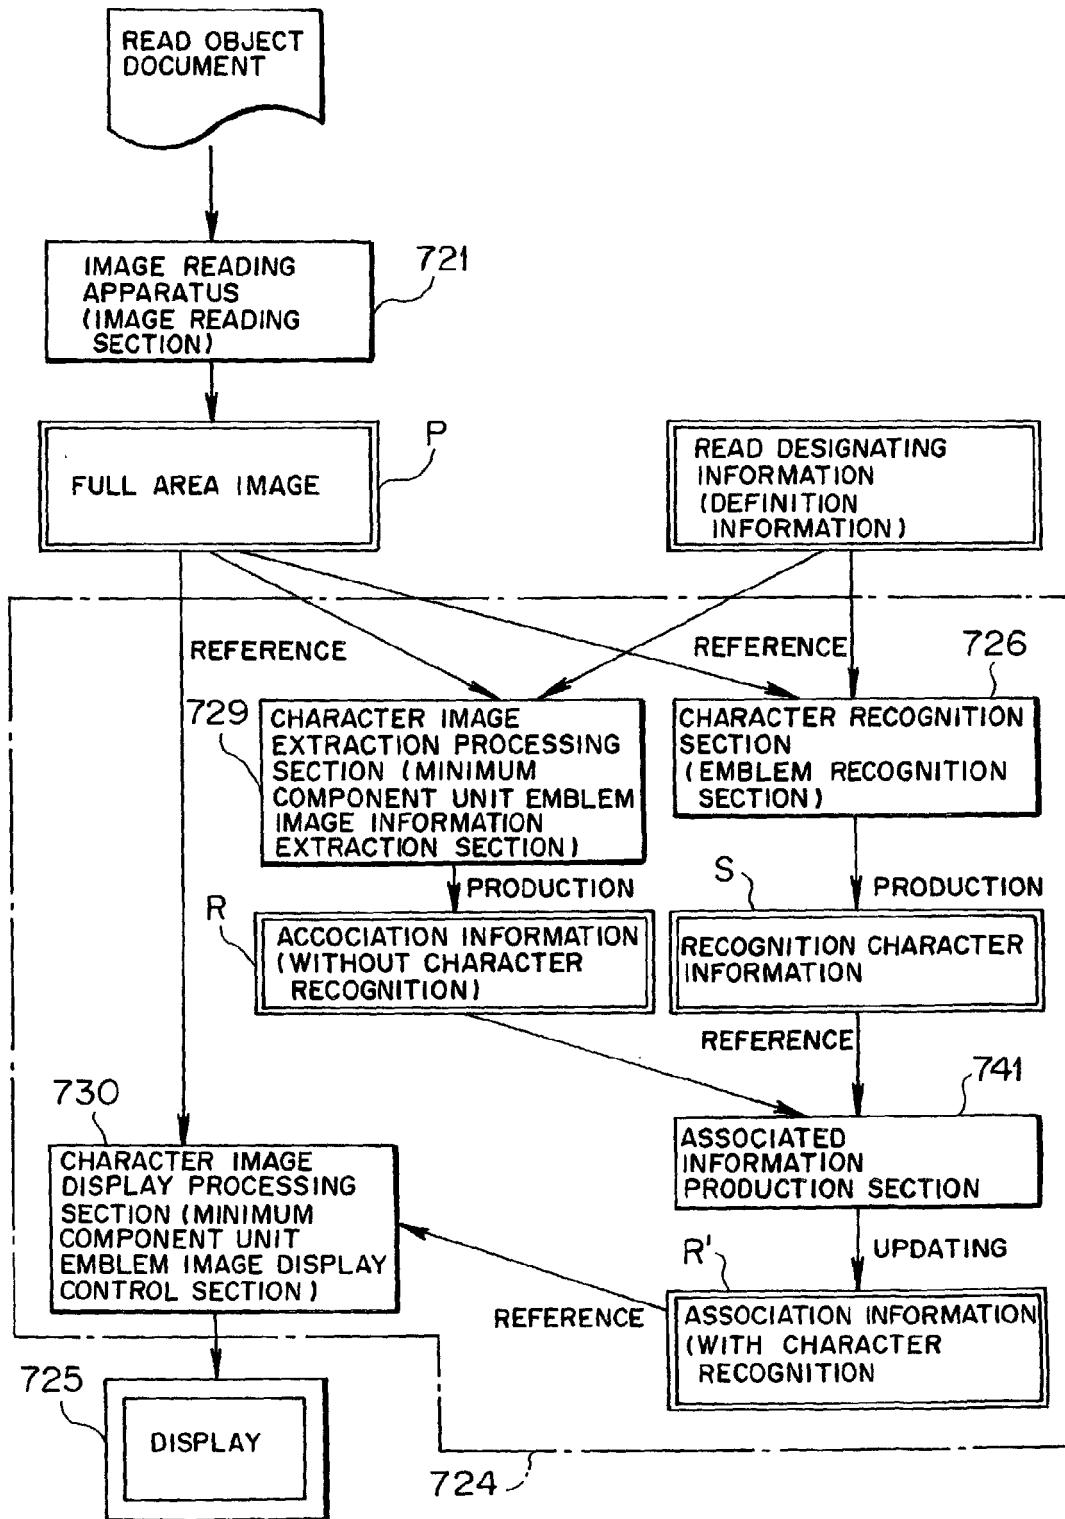 READ OBJECT
DOCUMENT
IMAGE READING
APPARATUS
(IMAGE READING
SECTION)
721
FULL AREA IMAGE
P
READ DESIGNATING
INFORMATION
(DEFINITION
INFORMATION)
REFERENCE
REFERENCE
726
729
CHARACTER IMAGE
EXTRACTION PROCESSING
SECTION (MINIMUM
COMPONENT UNIT EMBLEM
IMAGE INFORMATION
EXTRACTION SECTION)
CHARACTER RECOGNITION
SECTION
(EMBLEM RECOGNITION
SECTION)
PRODUCTION
S
PRODUCTION
R
ACCOCIATION INFORMATION
(WITHOUT CHARACTER
RECOGNITION)
RECOGNITION CHARACTER
INFORMATION
REFERENCE
741
730
ASSOCIATED
INFORMATION
PRODUCTION SECTION
CHARACTER IMAGE
DISPLAY PROCESSING
SECTION (MINIMUM
COMPONENT UNIT
EMBLEM IMAGE DISPLAY
CONTROL SECTION)
UPDATING
R'
REFERENCE
ASSOCIATION INFORMATION
(WITH CHARACTER
RECOGNITION
725
DISPLAY
724